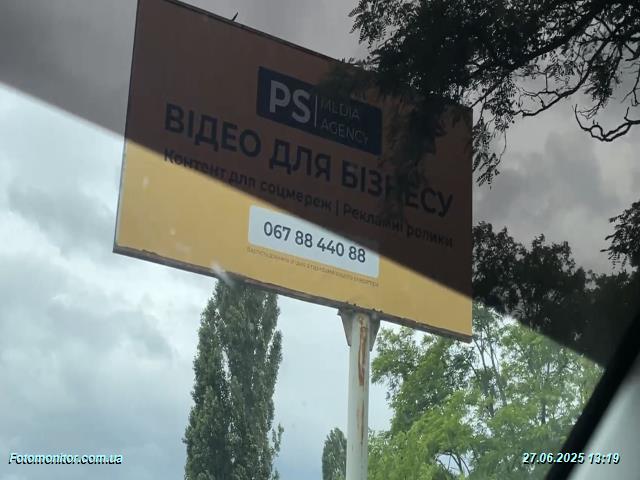 PS MEDIA
AGENCY
ВІДЕО ДЛЯ БІЗНЕСУ
Контент для соцмереж | Рекламні ролики
067 88 440 88
Fotomonitor.com.ua
27.06.2025 13:19